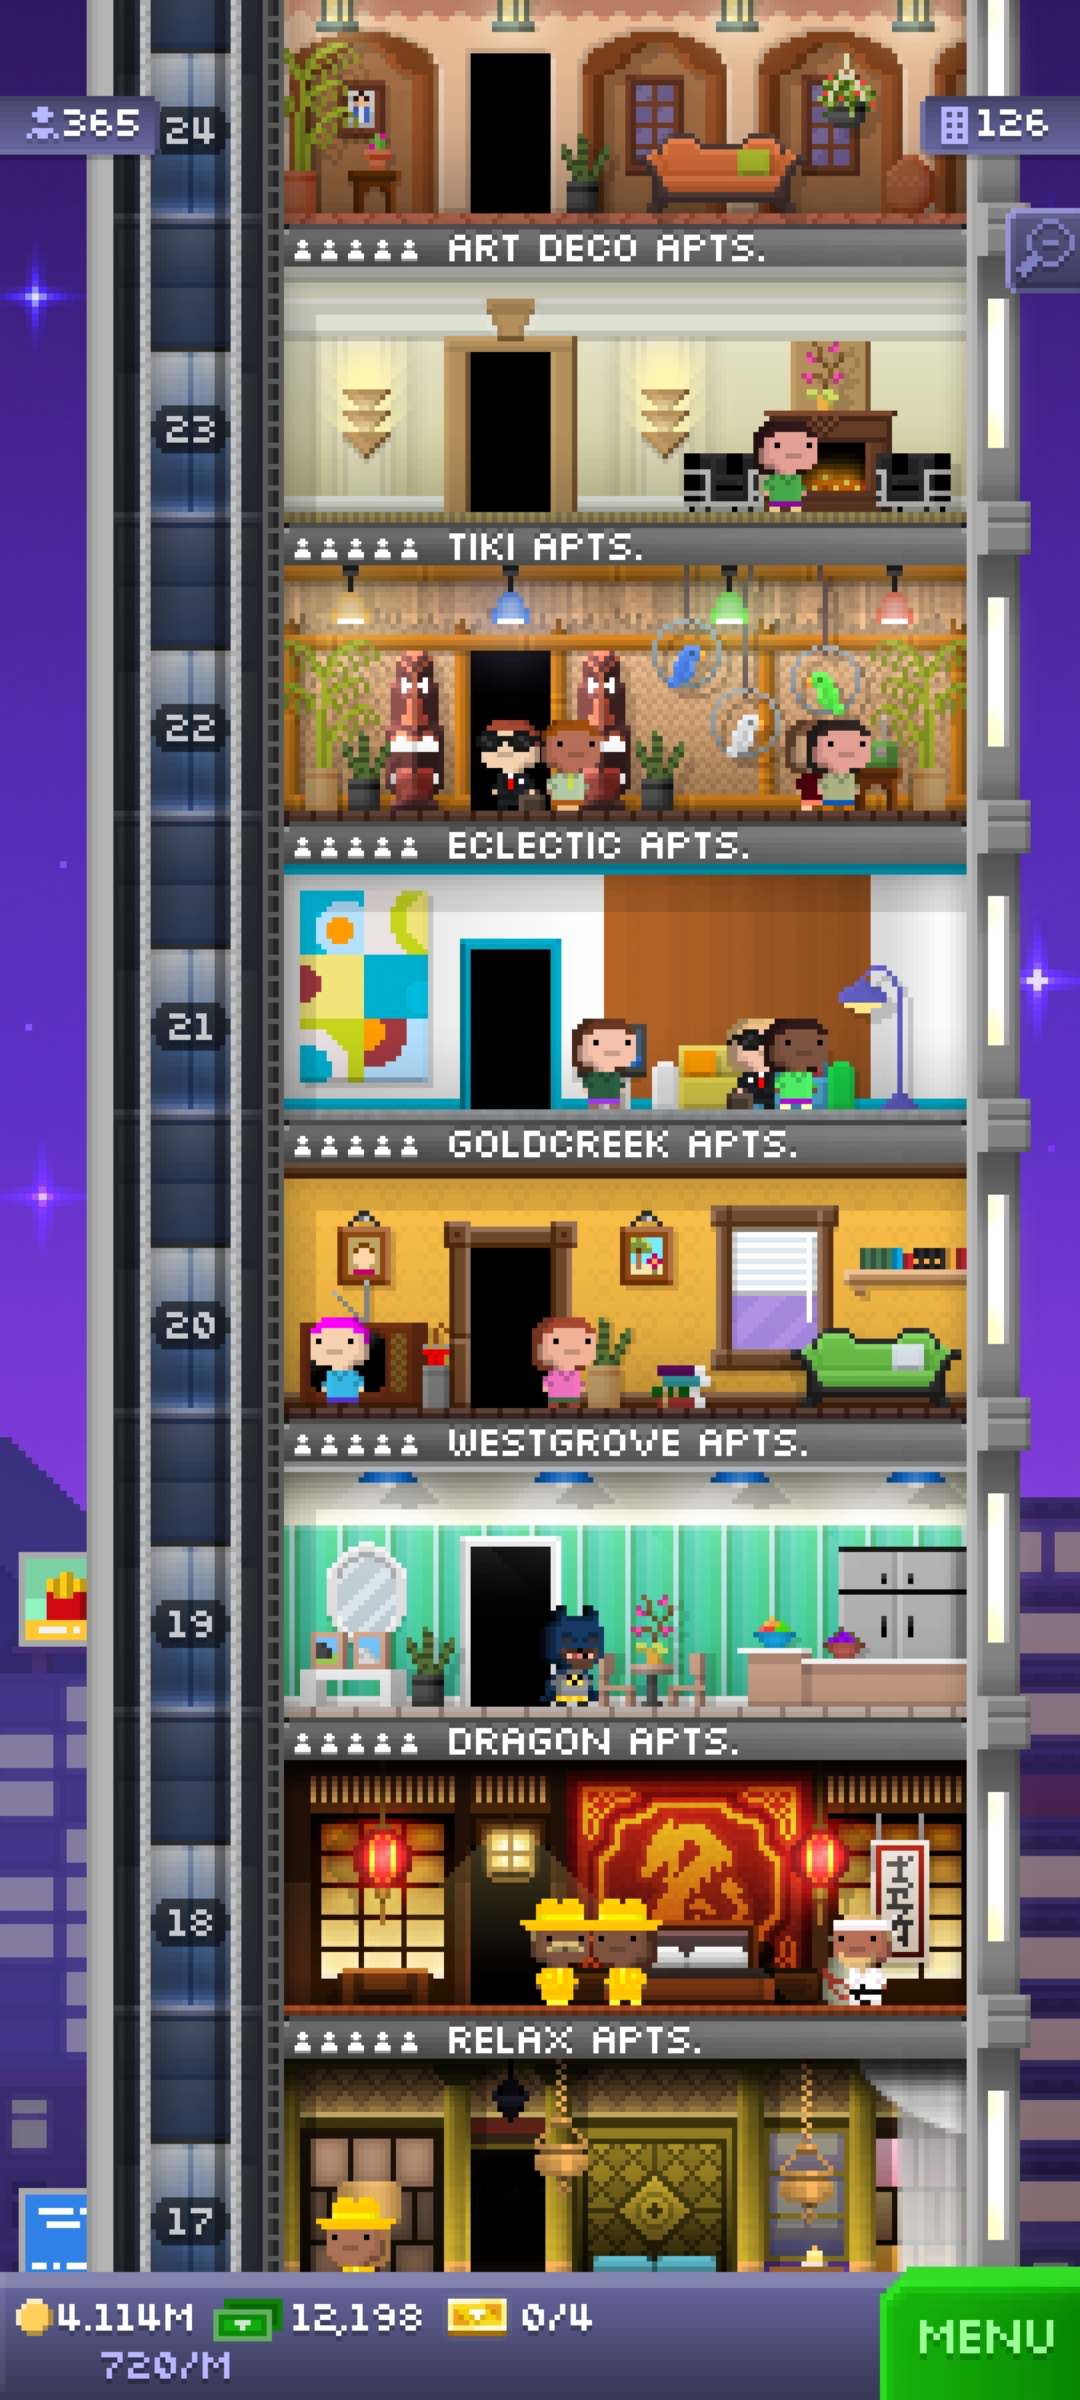 365
24
126
ART DECO APTS.
23
TIKI APTS.
22
ECLECTIC APTS.
21
GOLDCREEK APTS.
20
WESTGROVE APTS.
19
DRAGON APTS.
18
RELAX APTS.
17
4.114M 12,198 0/4
720/M
MENU